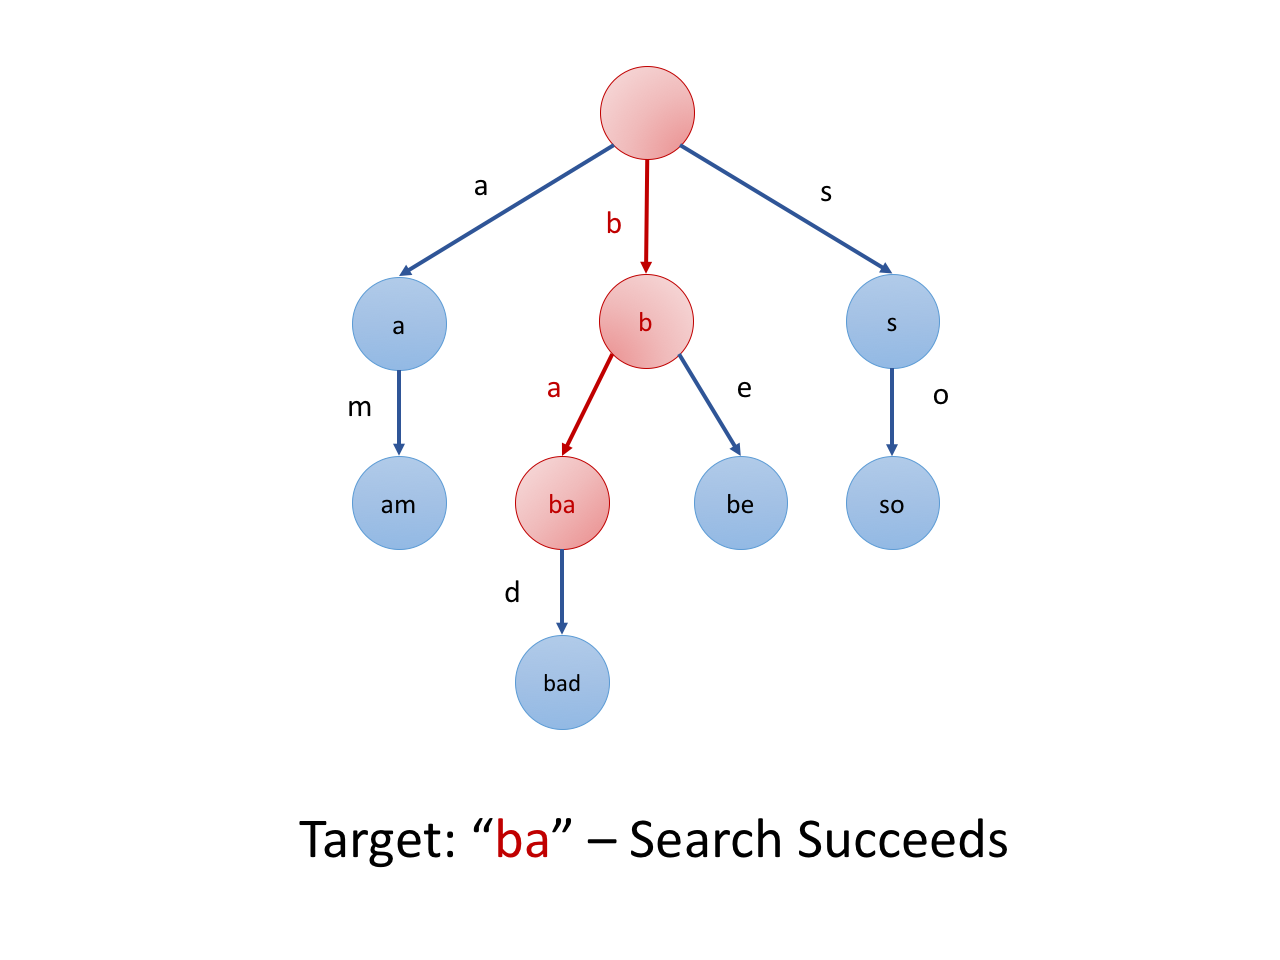 a
s
b
a
b
s
a
e
m
o
am
ba
be
so
d
bad
Target: “ba” – Search Succeeds